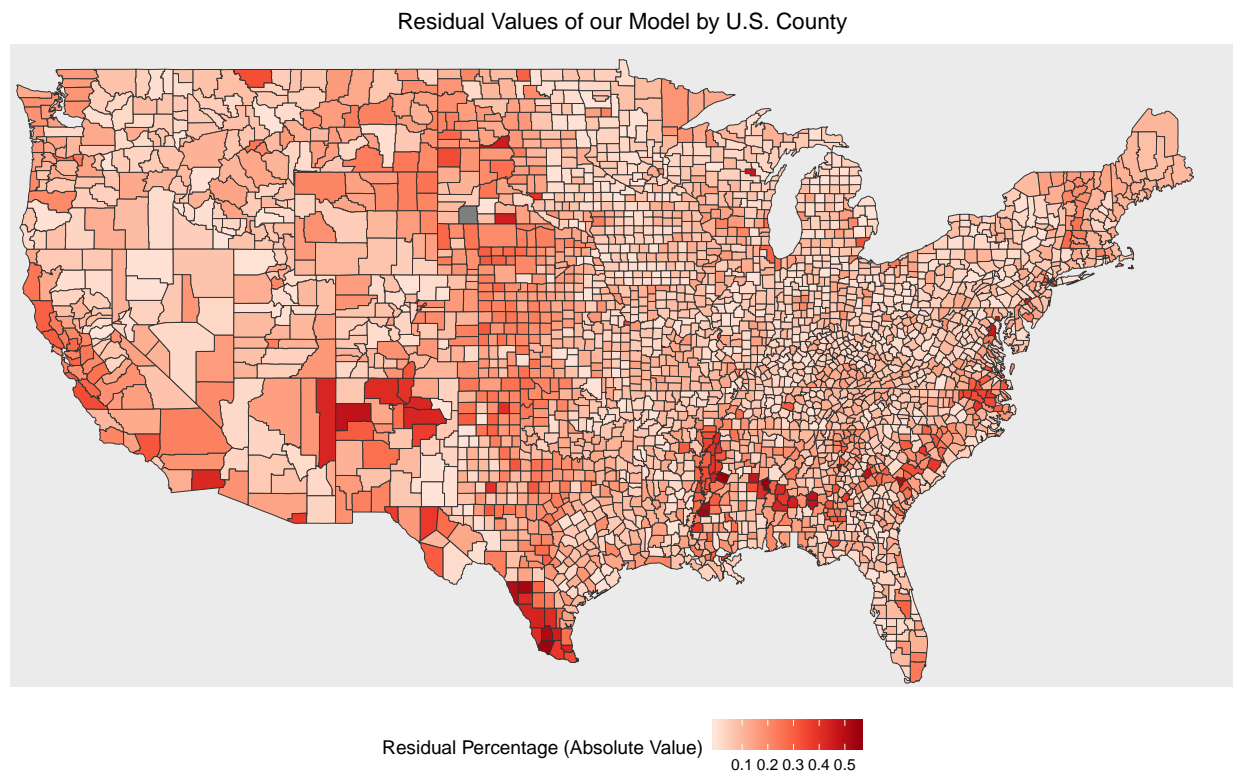 Residual Values of our Model by U.S. County
Residual Percentage (Absolute Value)
0.1 0.2 0.3 0.4 0.5